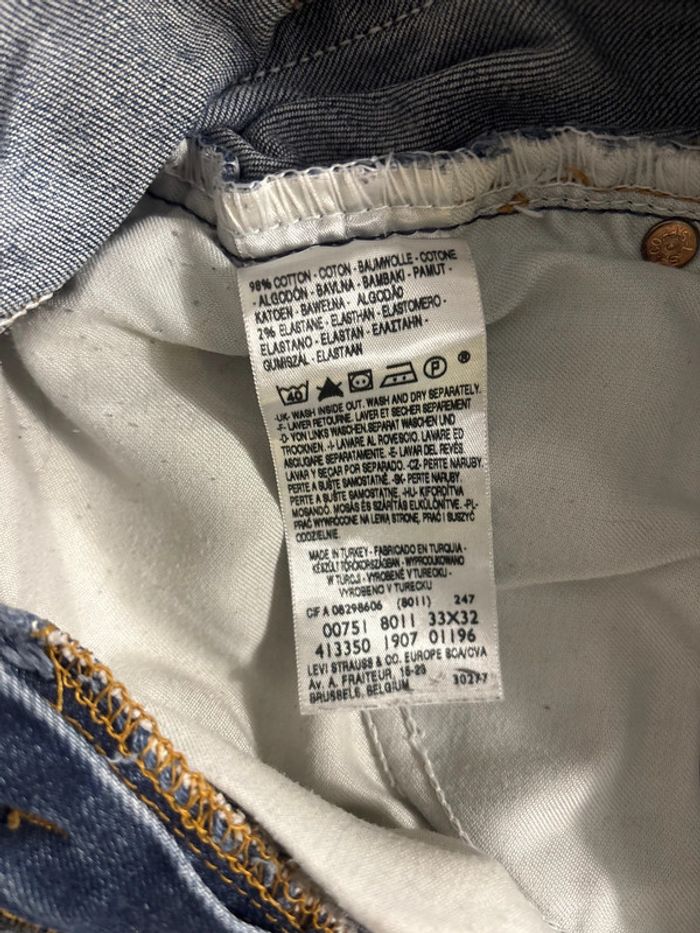 98% COTTON - COTON - BAUMWOLLE - COTONE
- ALGODÓN - BAVLNA - BAMBAKI - PAMUT -
KATOEN - BAWEŁNA - ALGODÃO
2% ELASTANE - ELASTHAN - ELASTOMERO -
ELASTANO - ELASTAN - ΕΛΑΣΤΑΗΝ -
GUMISZÁL - ELASTAAN
40 P ®
-UK- WASH INSIDE OUT. WASH AND DRY SEPARATELY.
-F- LAVER RETOURNE. LAVER ET SECHER SEPAREMENT
-D- VON LINKS WASCHEN.SEPARAT WASCHEN UND
TROCKNEN. -I- LAVARE AL ROVESCIO. LAVARE ED
ASCIUGARE SEPARATAMENTE. -E- LAVAR DEL REVÉS.
LAVAR Y SECAR POR SEPARADO. -CZ- PERTE NARUBY.
PERTE A SUŠTE SAMOSTATNĚ. -SK- PERTE NARUBY.
PERTE A SUŠTE SAMOSTATNE. -HU- KIFORDÍTVA
MOSANDÓ. MOSÁS ÉS SZÁRÍTÁS ELKÜLÖNÍTVE. -PL-
PRAĆ WYWRÓCONE NA LEWĄ STRONĘ, PRAĆ I SUSZYĆ
ODDZIELNIE.
MADE IN TURKEY - FABRICADO EN TURQUIA -
KÉSZÜLT TÖRÖKORSZÁGBAN - WYPRODUKOWANO
W TURCJI - VYROBENÉ V TURECKU -
VYROBENO V TURECKU
CIF A 08298606 (8011) 247
00751 8011 33X32
413350 1907 01196
LEVI STRAUSS & CO. EUROPE SCA/CVA
Av. A. FRAITEUR, 15-23
BRUSSELS, BELGIUM 30277